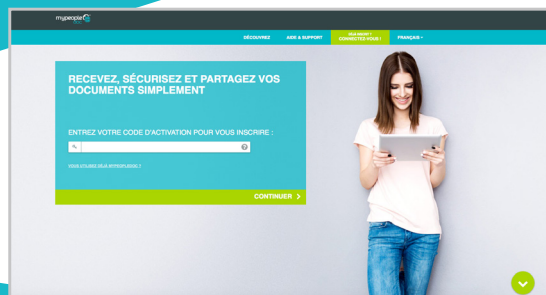 mypeople
DÉCOUVREZ
AIDE & SUPPORT
DÉJÀ INSCRIT ?
CONNECTEZ-VOUS !
FRANÇAIS
RECEVEZ, SÉCURISEZ ET PARTAGEZ VOS
DOCUMENTS SIMPLEMENT
ENTREZ VOTRE CODE D'ACTIVATION POUR VOUS INSCRIRE :
VOUS UTILISEZ DÉJÀ MYPEOPLEDOC ?
CONTINUER